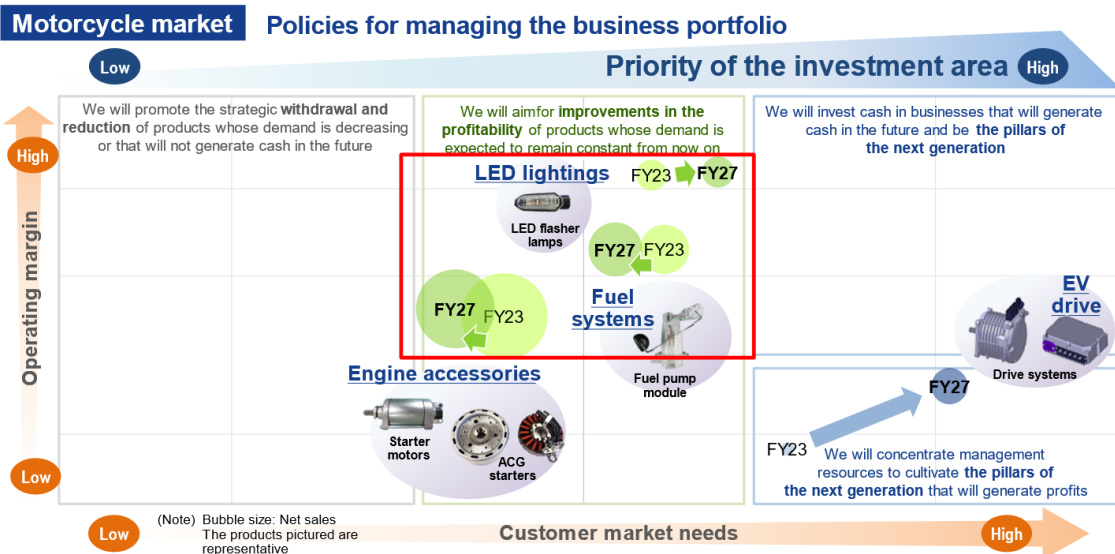 Motorcycle market
Policies for managing the business portfolio
Low
Priority of the investment area
High
We will promote the strategic withdrawal and
reduction of products whose demand is decreasing
or that will not generate cash in the future
We will aimfor improvements in the
profitability of products whose demand is
expected to remain constant from now on
We will invest cash in businesses that will generate
cash in the future and be the pillars of
the next generation
High
Operating margin
Low
LED lightings
FY23
FY27
LED flasher
lamps
FY27
FY23
FY27
FY23
Fuel
systems
Fuel pump
module
Engine accessories
Starter
motors
ACG
starters
EV
drive
Drive systems
FY27
FY23
We will concentrate management
resources to cultivate the pillars of
the next generation that will generate profits
Low
(Note) Bubble size: Net sales
The products pictured are
representative
Customer market needs
High